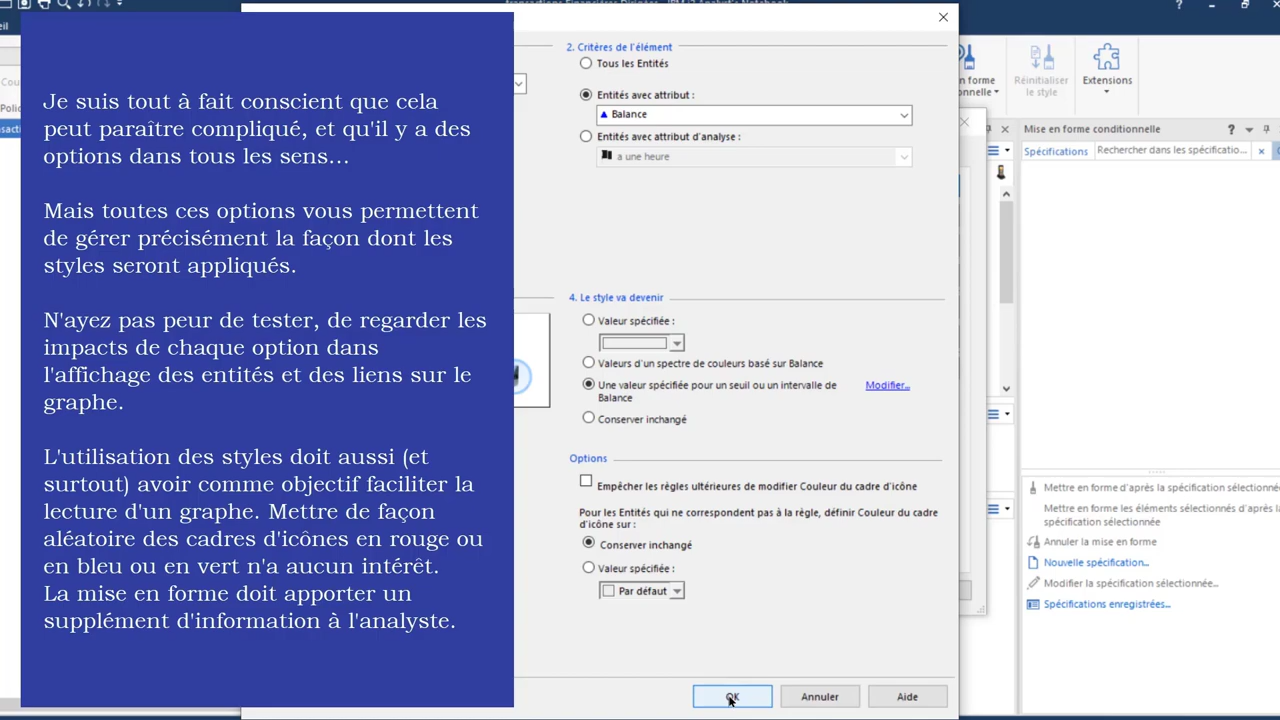 Je suis tout à fait conscient que cela
peut paraître compliqué, et qu'il y a des
options dans tous les sens…
Mais toutes ces options vous permettent
de gérer précisément la façon dont les
styles seront appliqués.
N'ayez pas peur de tester, de regarder les
impacts de chaque option dans
l'affichage des entités et des liens sur le
graphe.
L'utilisation des styles doit aussi (et
surtout) avoir comme objectif faciliter la
lecture d'un graphe. Mettre de façon
aléatoire des cadres d'icônes en rouge ou
en bleu ou en vert n'a aucun intérêt.
La mise en forme doit apporter un
supplément d'information à l'analyste.
2. Critères de l'élément
Tous les Entités
Entités avec attribut :
Balance
Entités avec attribut d'analyse :
a une heure
4. Le style va devenir
Valeur spécifiée :
Valeurs d'un spectre de couleurs basé sur Balance
Une valeur spécifiée pour un seuil ou un intervalle de
Balance
Modifier...
Conserver inchangé
Options
Empêcher les règles ultérieures de modifier Couleur du cadre d'icône
Pour les Entités qui ne correspondent pas à la règle, définir Couleur du cadre
d'icône sur :
Conserver inchangé
Valeur spécifiée :
Par défaut
OK
Annuler
Aide
n forme
nnelle
Réinitialiser
le style
Extensions
Mise en forme conditionnelle
Spécifications
Rechercher dans les spécificatio...
Mettre en forme d'après la spécification sélectionné
Mettre en forme les éléments sélectionnés d'après la
spécification sélectionnée
Annuler la mise en forme
Nouvelle spécification...
Modifier la spécification sélectionnée...
Spécifications enregistrées...